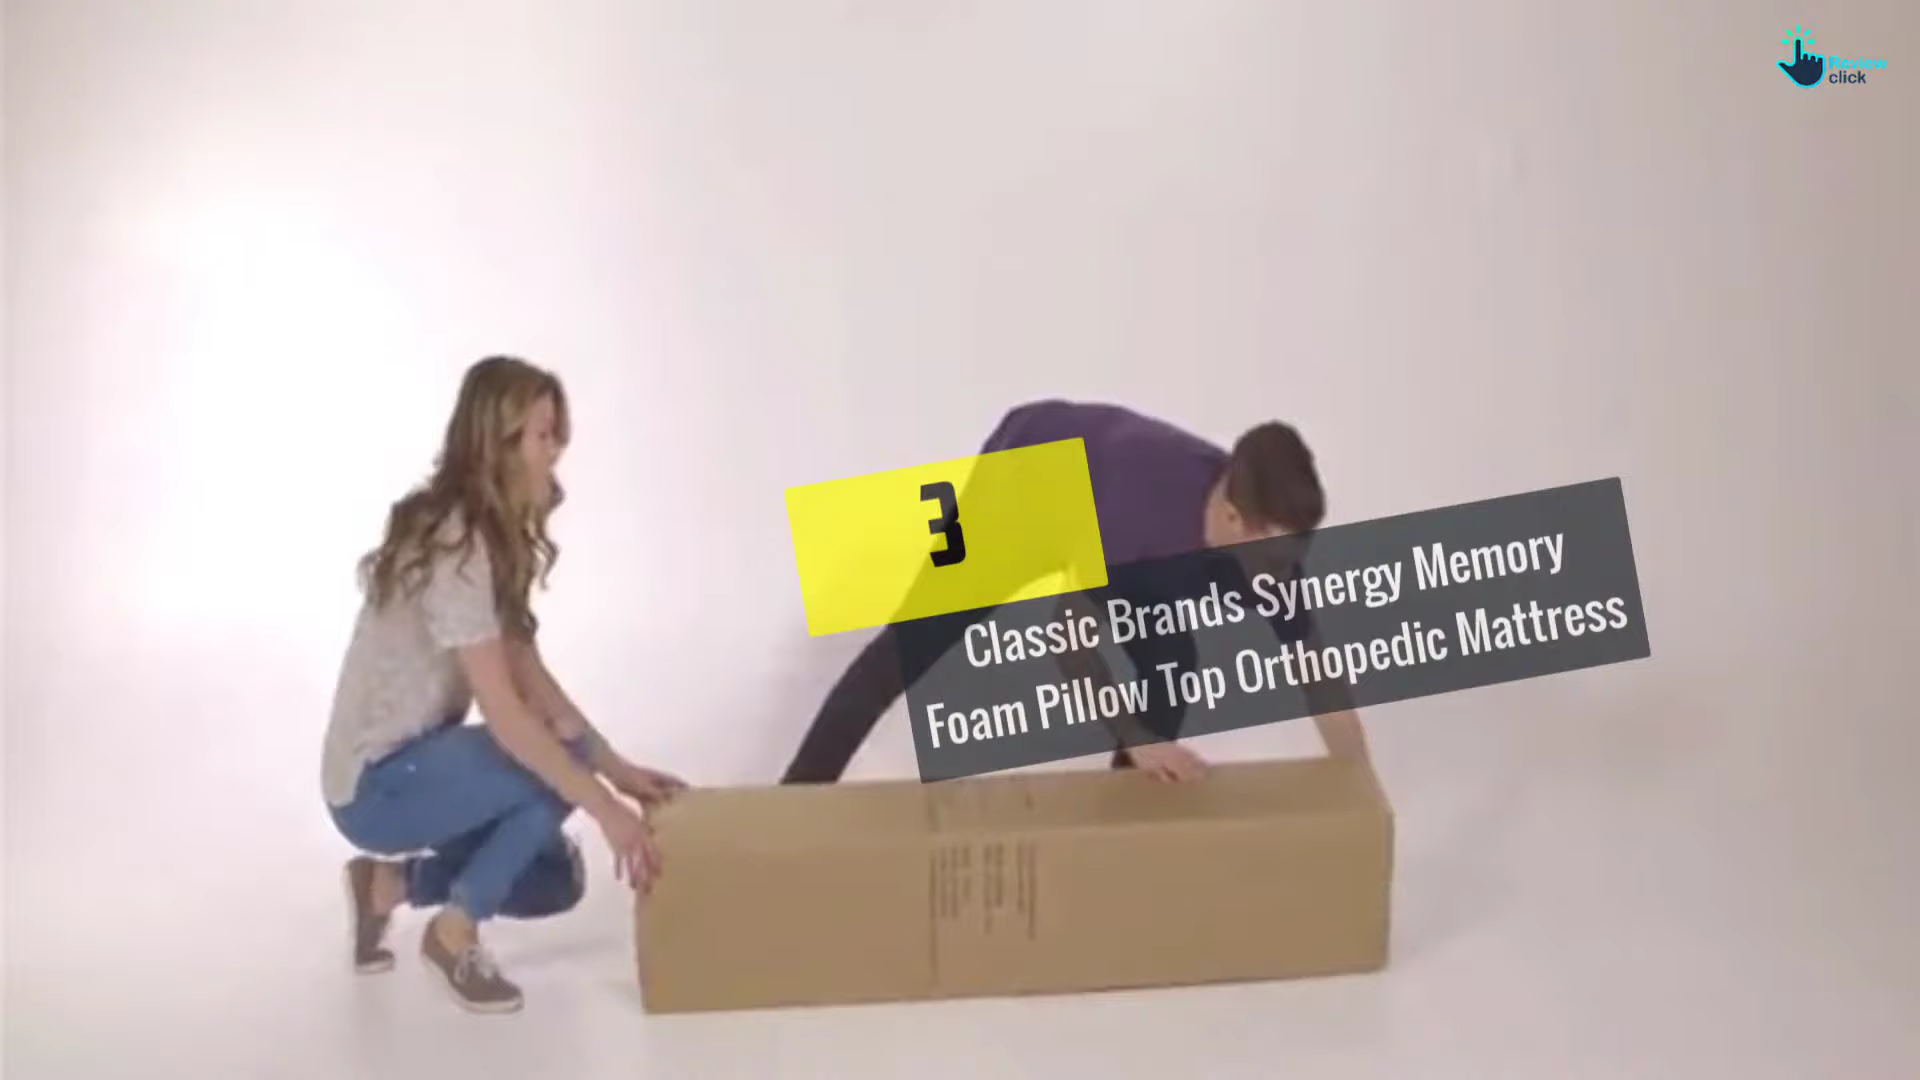 Review
click
3
Classic Brands Synergy Memory
Foam Pillow Top Orthopedic Mattress